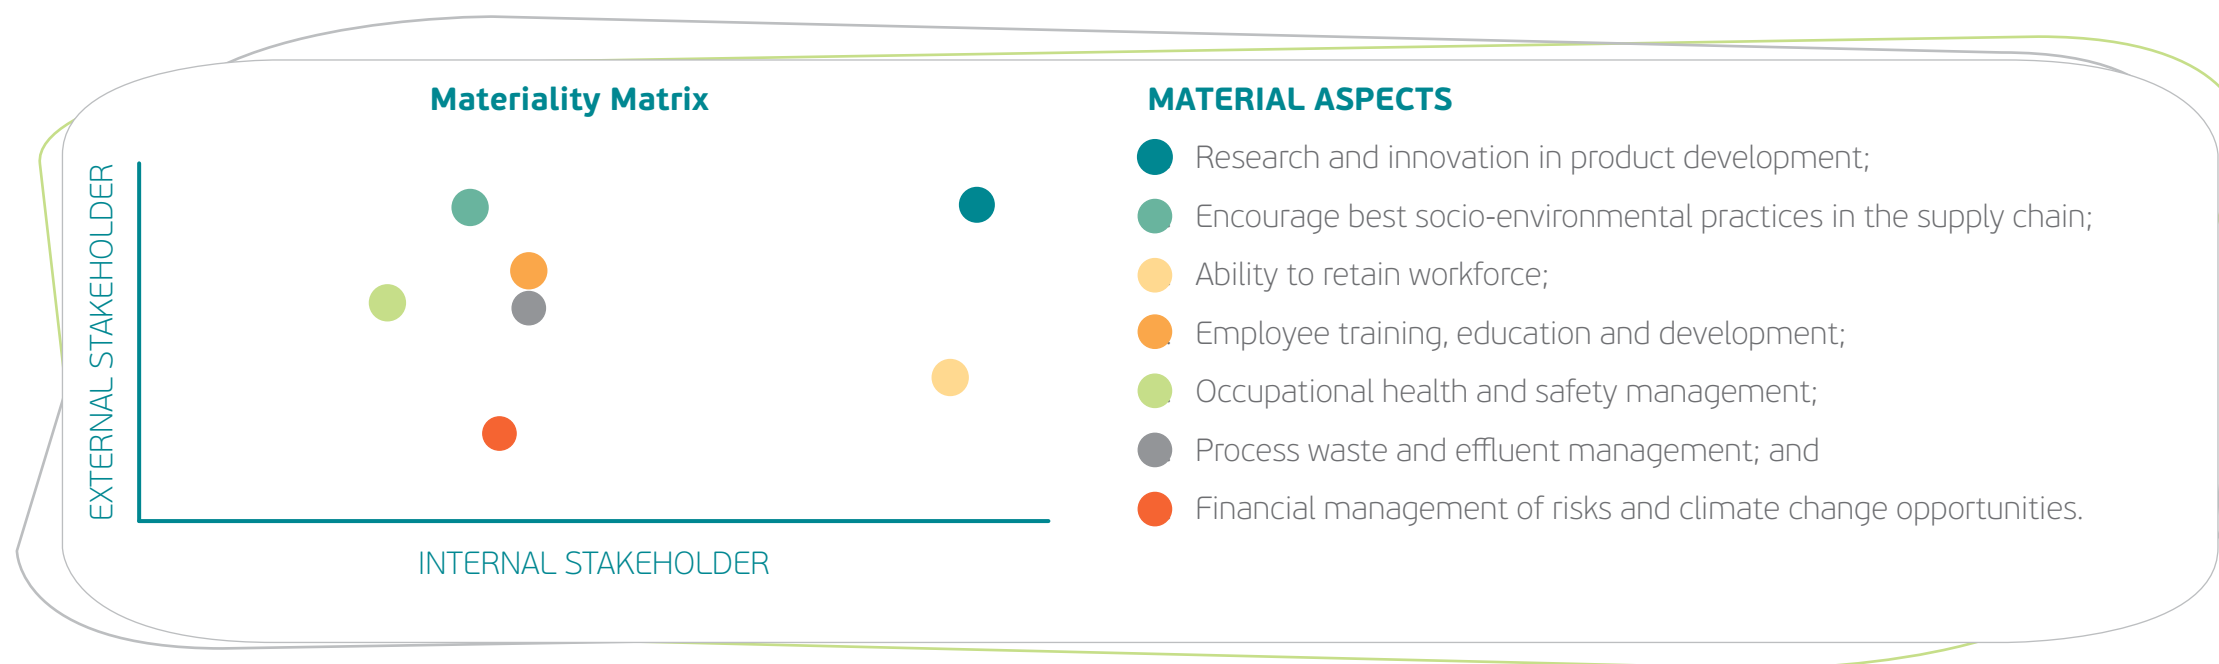 Materiality Matrix
EXTERNAL STAKEHOLDER
INTERNAL STAKEHOLDER
MATERIAL ASPECTS
Research and innovation in product development;
Encourage best socio-environmental practices in the supply chain;
Ability to retain workforce;
Employee training, education and development;
Occupational health and safety management;
Process waste and effluent management; and
Financial management of risks and climate change opportunities.